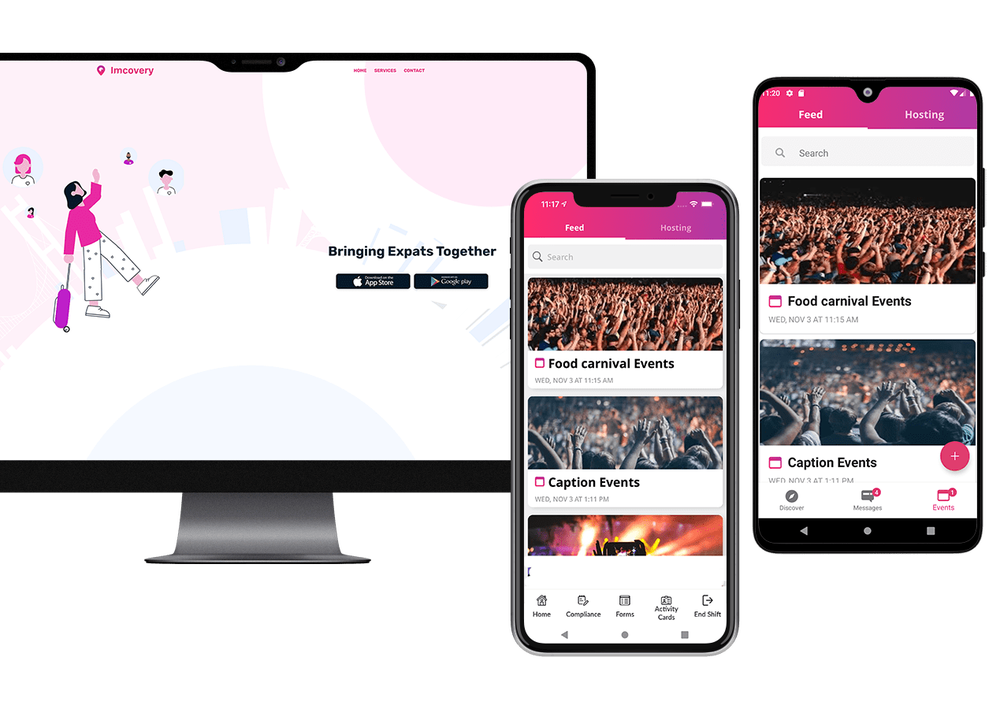 Imcovery
HOME SERVICES CONTACT
Bringing Expats Together
Download on the
App Store
Google play
11:17
Feed Hosting
Search
Food carnival Events
WED, NOV 3 AT 11:15 AM
Caption Events
WED, NOV 3 AT 1:11 PM
Home Compliance Forms Activity Cards End Shift
11:20
Feed Hosting
Search
Food carnival Events
WED, NOV 3 AT 11:15 AM
Caption Events
WED, NOV 3 AT 1:11 PM
4 1
Discover Messages Events